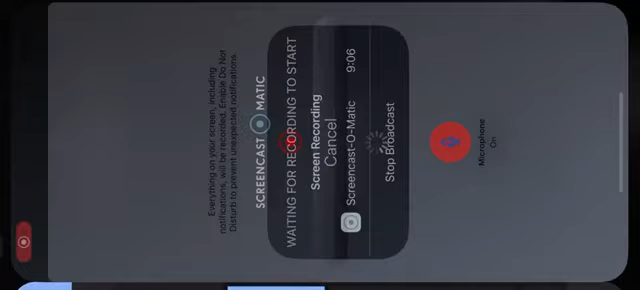 Everything on your screen, including
notifications, will be recorded. Enable Do Not
Disturb to prevent unexpected notifications.
SCREENCAST MATIC
WAITING FOR RECORDING TO START
Screen Recording
Cancel
Screencast-O-Matic 9:06
Stop Broadcast
Microphone
On